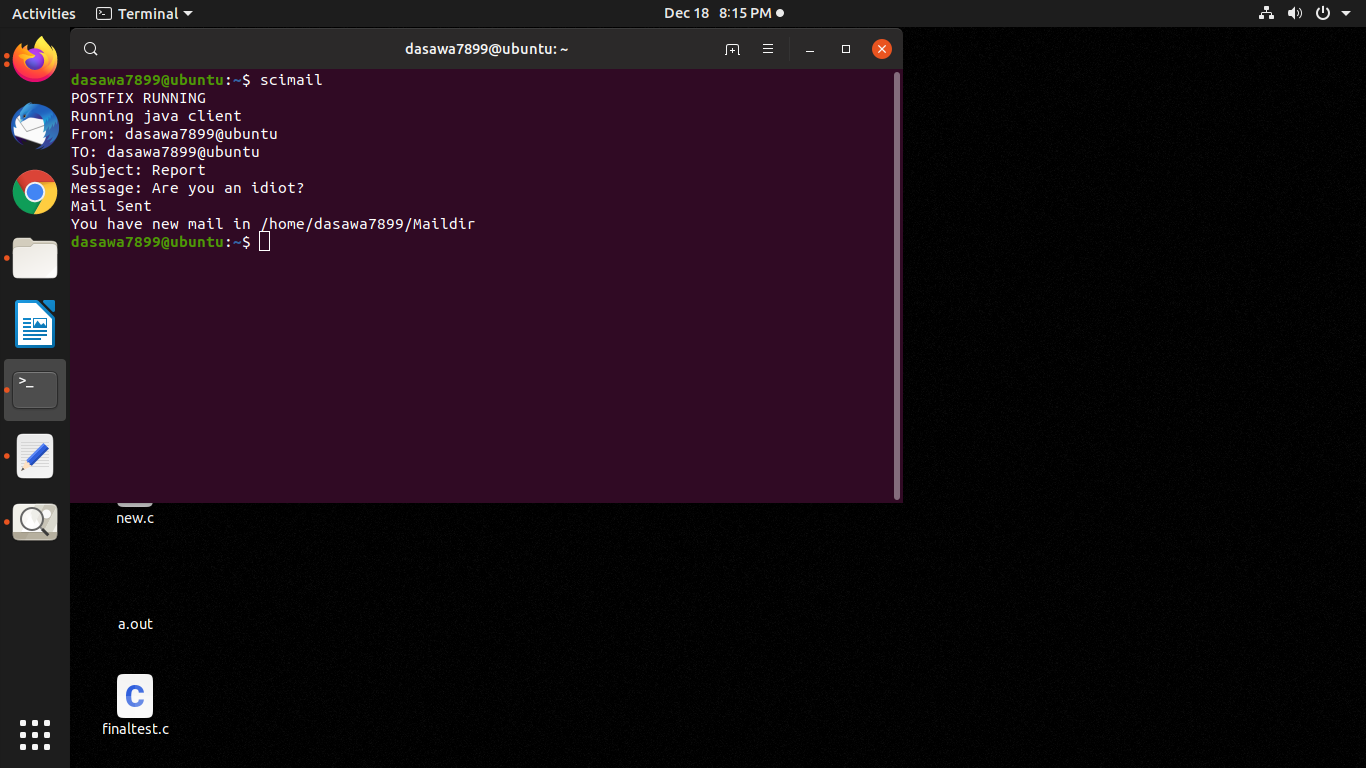 Activities
Terminal
Dec 18 8:15 PM
dasawa7899@ubuntu: ~
dasawa7899@ubuntu:~$ scimail
POSTFIX RUNNING
Running java client
From: dasawa7899@ubuntu
TO: dasawa7899@ubuntu
Subject: Report
Message: Are you an idiot?
Mail Sent
You have new mail in /home/dasawa7899/Maildir
dasawa7899@ubuntu:~$
>_
new.c
a.out
C
finaltest.c